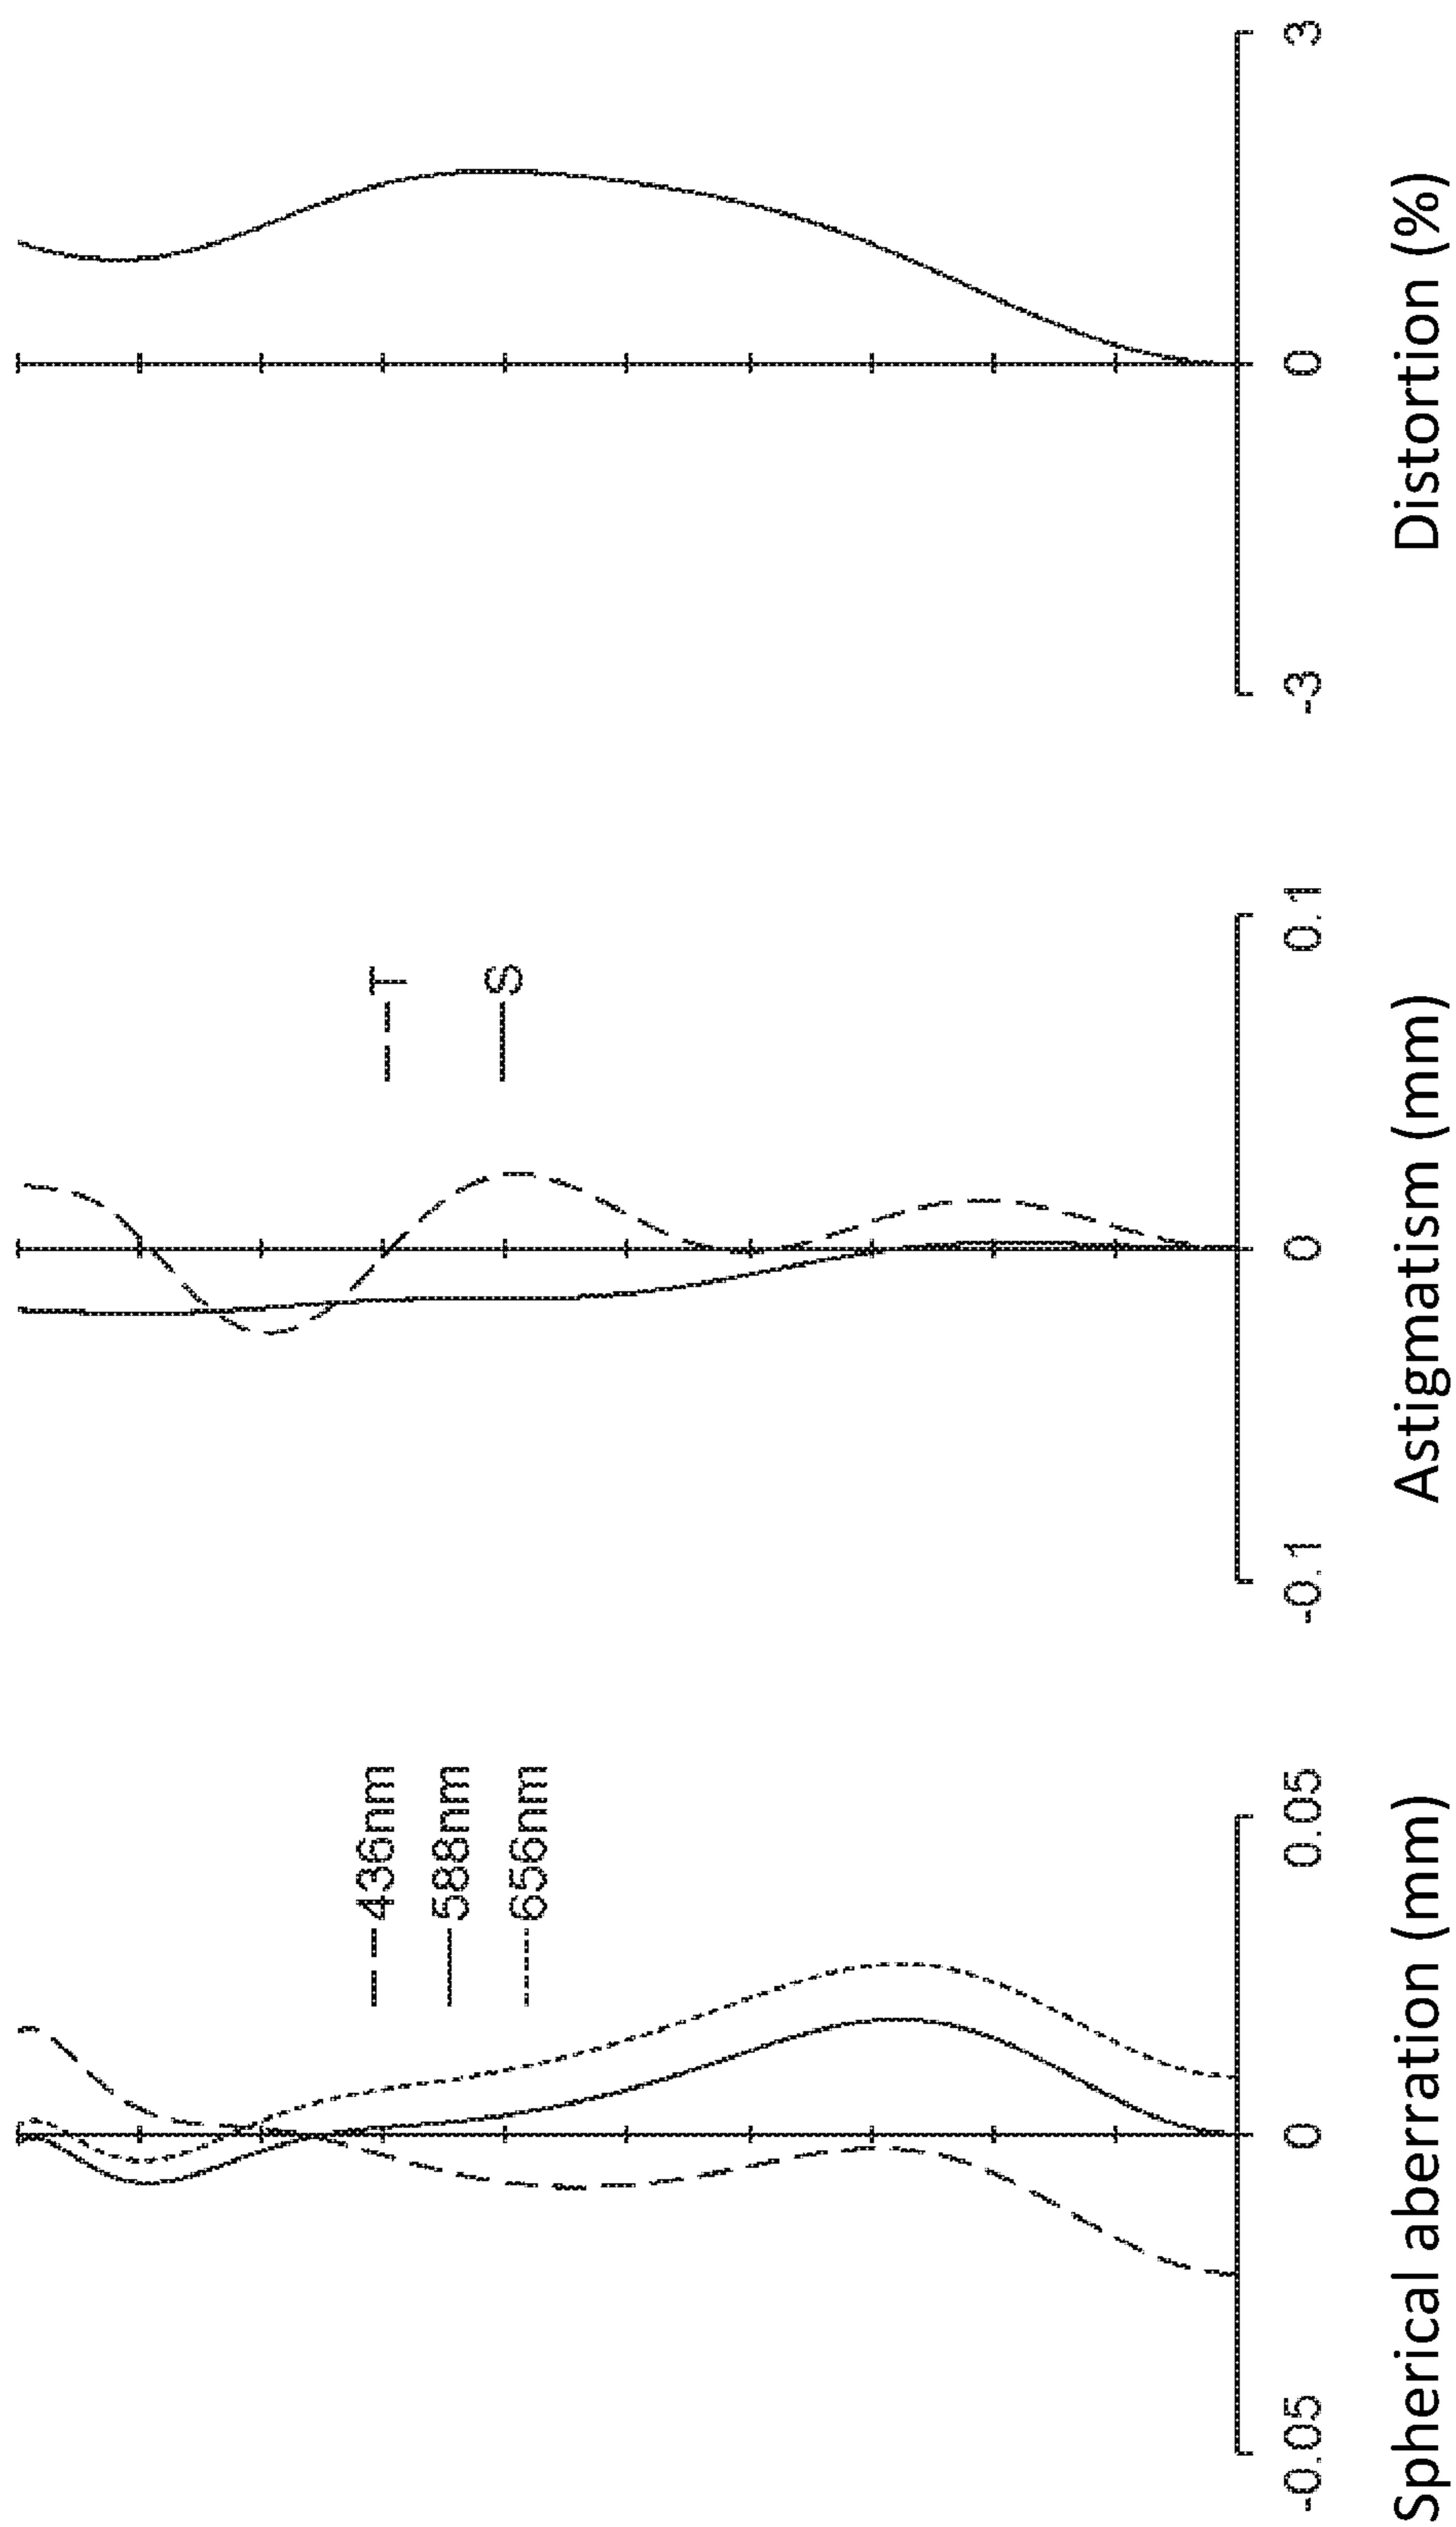 436nm
588nm
656nm
-0.05 0 0.05
Spherical aberration (mm)
T
S
-0.1 0 0.1
Astigmatism (mm)
-3 0 3
Distortion (%)